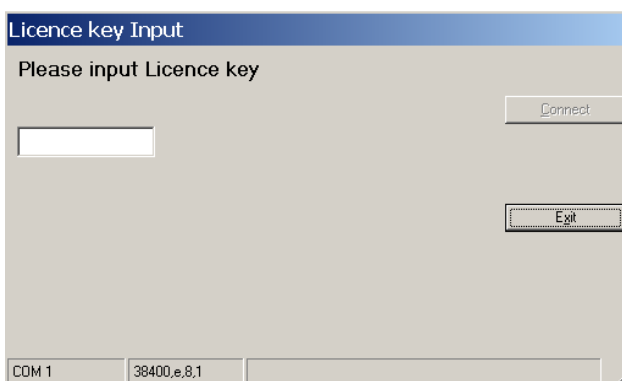 Licence key Input
Please input Licence key
Connect
Exit
COM 1 38400,e,8,1